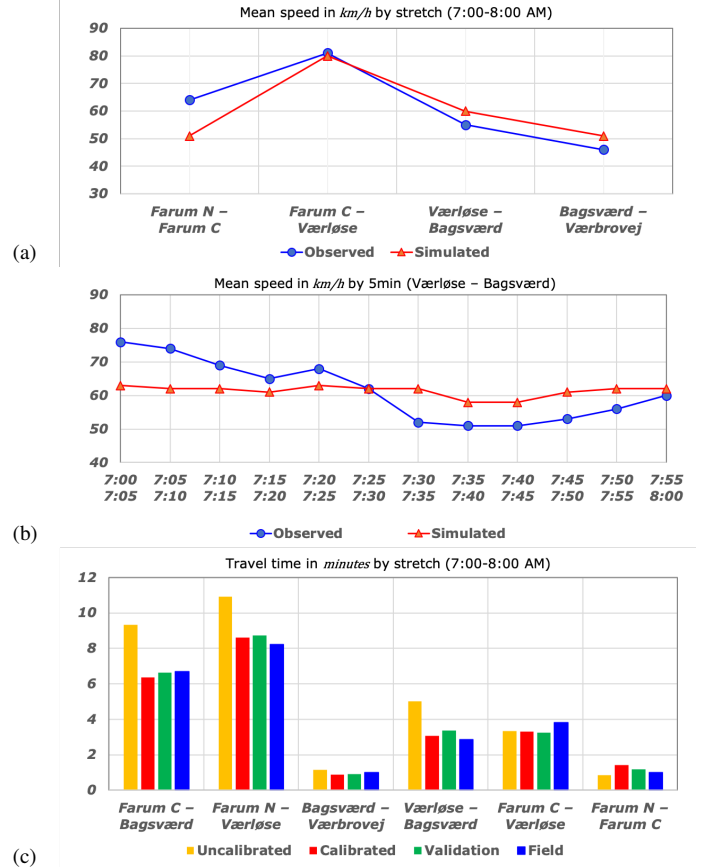 Mean speed in km/h by stretch (7:00-8:00 AM)
90
80
70
60
50
40
30
Farum N – Farum C – Værløse – Bagsværd –
Farum C Værløse Bagsværd Værbrovej
(a)
Observed Simulated
Mean speed in km/h by 5min (Værløse – Bagsværd)
90
80
70
60
50
40
7:00 7:05 7:10 7:15 7:20 7:25 7:30 7:35 7:40 7:45 7:50 7:55
7:05 7:10 7:15 7:20 7:25 7:30 7:35 7:40 7:45 7:50 7:55 8:00
(b)
Observed Simulated
Travel time in minutes by stretch (7:00-8:00 AM)
12
10
8
6
4
2
0
Farum C – Farum N – Bagsværd – Værløse – Farum C – Farum N –
Bagsværd Værløse Værbrovej Bagsværd Værløse Farum C
(c)
Uncalibrated Calibrated Validation Field